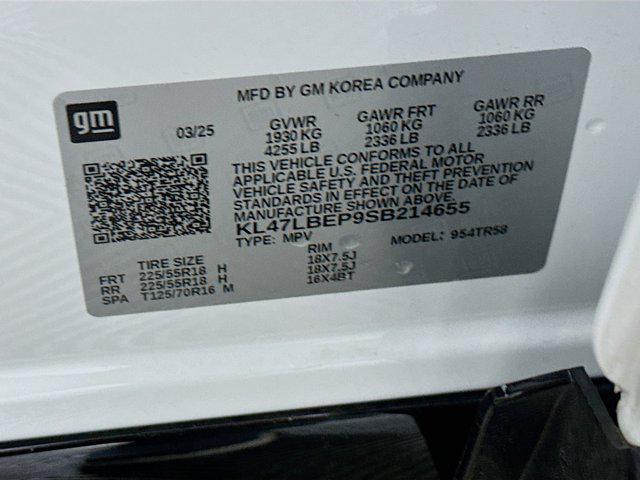 MFD BY GM KOREA COMPANY
gm
03/25 GVWR GAWR FRT GAWR RR
1930 KG 1060 KG 1060 KG
4255 LB 2336 LB 2336 LB
THIS VEHICLE CONFORMS TO ALL
APPLICABLE U.S. FEDERAL MOTOR
VEHICLE SAFETY AND THEFT PREVENTION
STANDARDS IN EFFECT ON THE DATE OF
MANUFACTURE SHOWN ABOVE.
KL47LBEP9SB214655
TYPE: MPV MODEL: 954TR58
TIRE SIZE RIM
FRT 225/55R18 H 18X7.5J
RR 225/55R18 H 18X7.5J
SPA T125/70R16 M 16X4BT